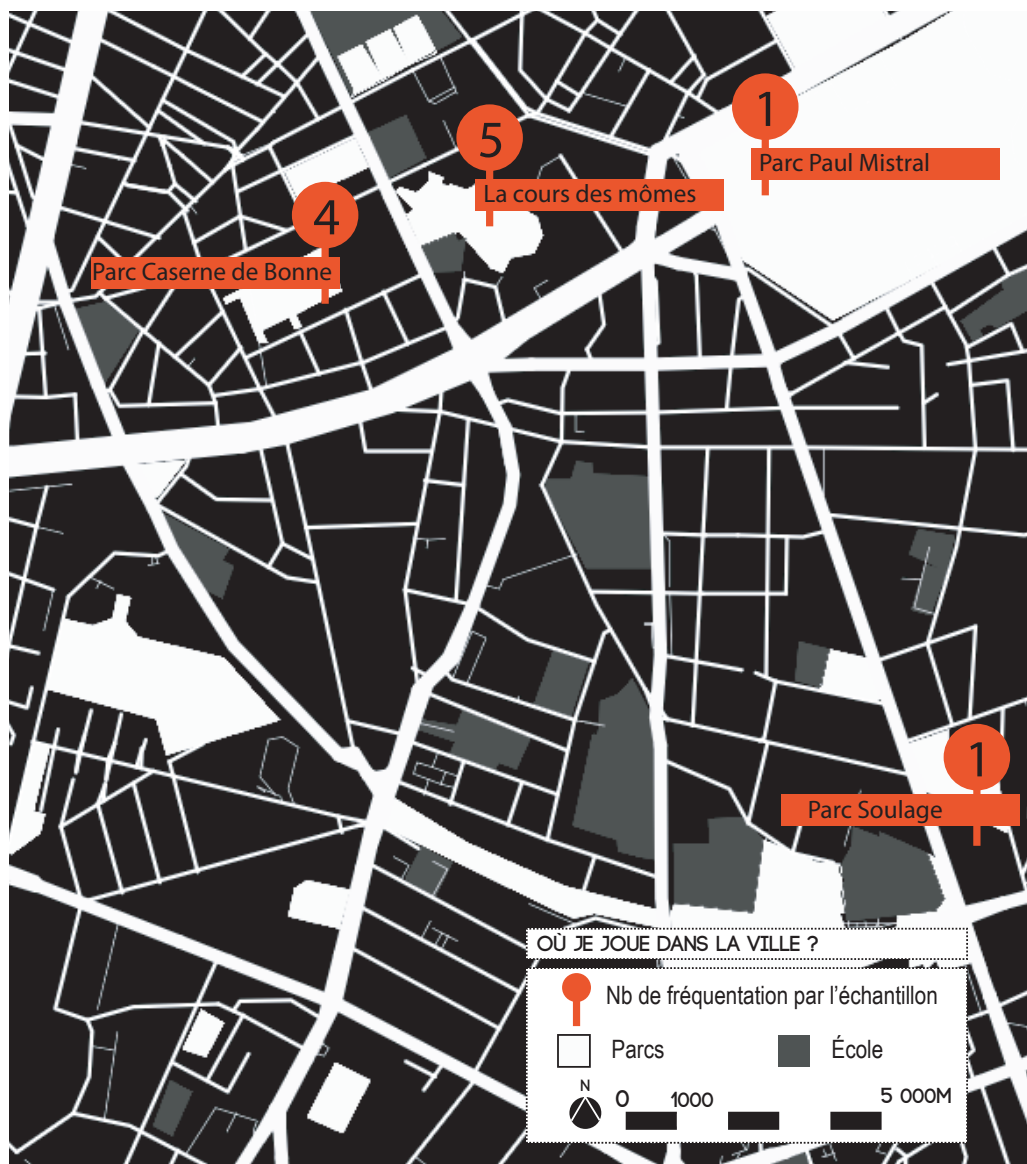 1
Parc Paul Mistral
5
La cours des mômes
4
Parc Caserne de Bonne
1
Parc Soulage
OÙ JE JOUE DANS LA VILLE ?
Nb de fréquentation par l’échantillon
Parcs
École
N
0 1000 5 000M